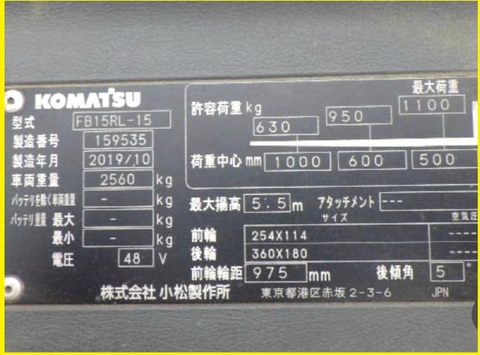 KOMATSU
型式 FB15RL-15
製造番号 159535
製造年月 2019/10
車両重量 2560 kg
バッテリを除く車両重量 - kg
バッテリ重量 最大 - kg
最小 - kg
電圧 48 V
最大荷重
許容荷重 kg 630 950 1100
荷重中心 mm 1000 600 500
最大揚高 5.5 m アタッチメント ---
サイズ 空気圧
前輪 254X114 ----
後輪 360X180 ----
前輪輪距 975 mm 後傾角 5°
株式会社 小松製作所 東京都港区赤坂2-3-6 JPN